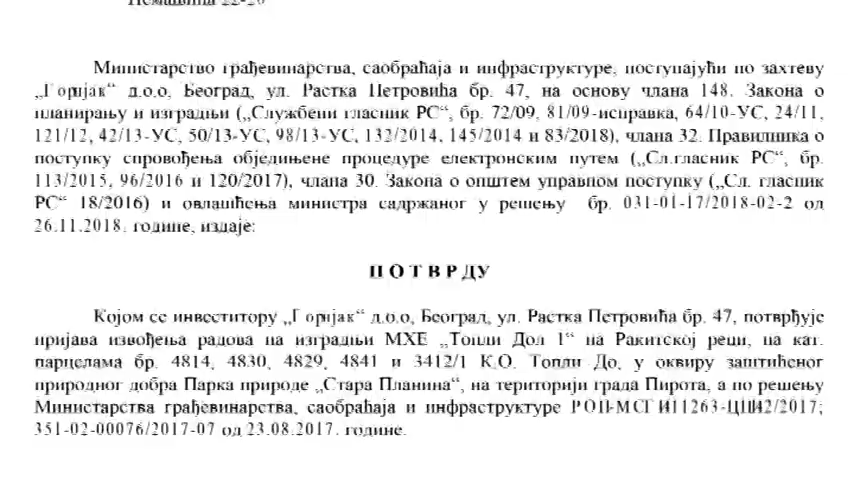 Немањина 22-26
Министарство грађевинарства, саобраћаја и инфраструктуре, поступајући по захтеву
„Горијак“ д.о.о, Београд, ул. Растка Петровића бр. 47, на основу члана 148. Закона о
планирању и изградњи („Службени гласник РС“, бр. 72/09, 81/09-исправка, 64/10-УС, 24/11,
121/12, 42/13-УС, 50/13-УС, 98/13-УС, 132/2014, 145/2014 и 83/2018), члана 32. Правилника о
поступку спровођења обједињене процедуре електронским путем („Сл.гласник РС“, бр.
113/2015, 96/2016 и 120/2017), члана 30. Закона о општем управном поступку („Сл. гласник
РС“ 18/2016) и овлашћења министра садржаног у решењу бр. 031-01-17/2018-02-2 од
26.11.2018. године, издаје:
П О Т В Р Д У
Којом се инвеститору „Горијак“ д.о.о, Београд, ул. Растка Петровића бр. 47, потврђује
пријава извођења радова на изградњи МХЕ „Топли Дол 1“ на Ракитској реци, на кат.
парцелама бр. 4814, 4830, 4829, 4841 и 3412/1 К.О. Топли До, у оквиру заштићеног
природног добра Парка природе „Стара Планина“, на територији града Пирота, а по решењу
Министарства грађевинарства, саобраћаја и инфраструктуре
351-02-00076/2017-07 од 23.08.2017. године.